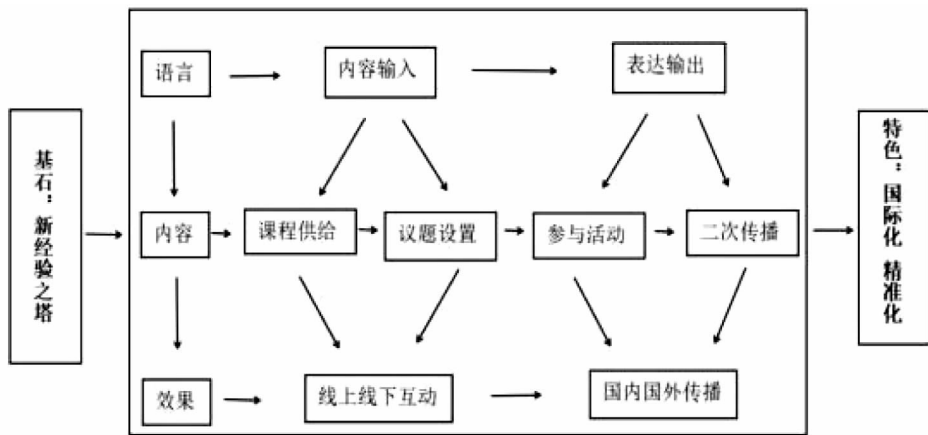 语言
内容输入
表达输出
基石：新经验之塔
特色：国际化 精准化
内容
课程供给
议题设置
参与活动
二次传播
效果
线上线下互动
国内国外传播